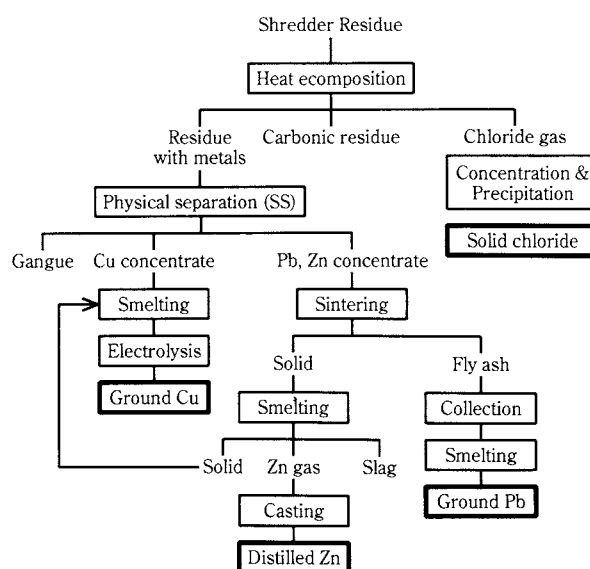 Shredder Residue
Heat ecomposition
Residue
with metals
Carbonic residue
Chloride gas
Concentration &
Precipitation
Physical separation (SS)
Solid chloride
Gangue
Cu concentrate
Pb, Zn concentrate
Smelting
Sintering
Electrolysis
Solid
Fly ash
Ground Cu
Smelting
Collection
Smelting
Solid
Zn gas
Slag
Ground Pb
Casting
Distilled Zn